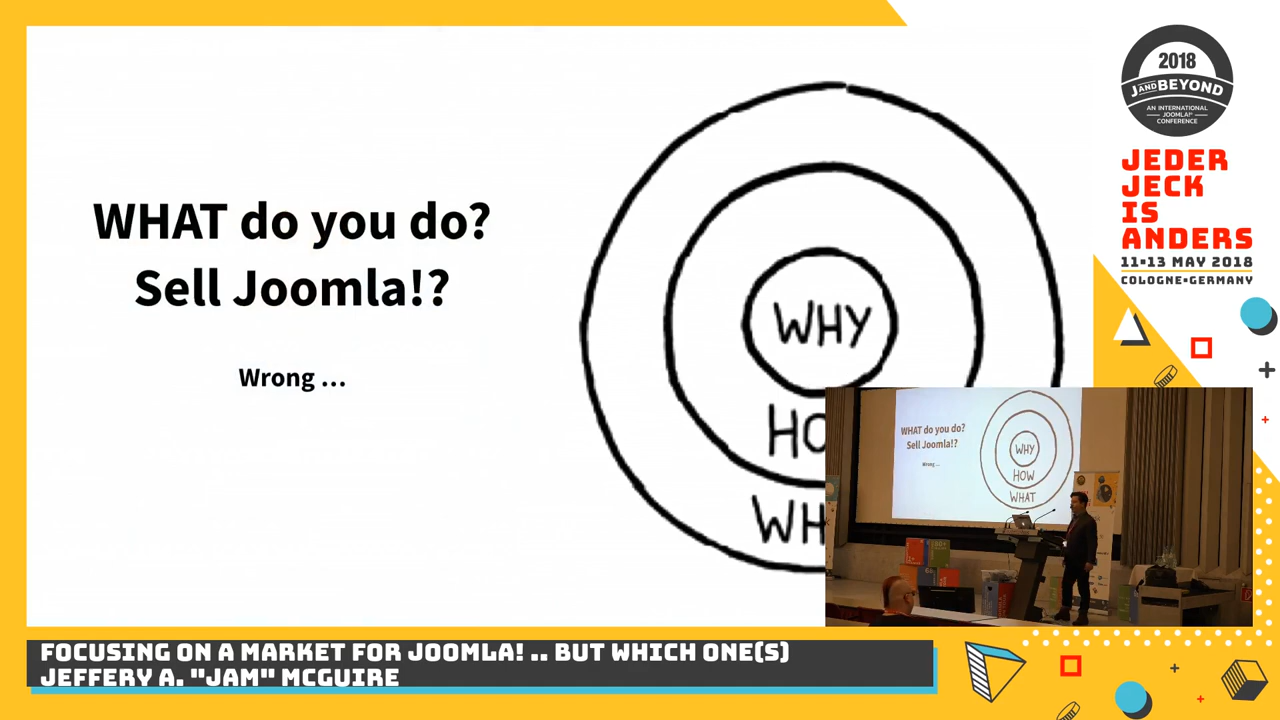 WHAT do you do?
Sell Joomla!?
Wrong ...
WHY
HO
WH
2018
J AND BEYOND
AN INTERNATIONAL
JOOMLA!® CONFERENCE
JEDER
JECK
IS
ANDERS
11-13 MAY 2018
COLOGNE•GERMANY
WHAT do you do?
Sell Joomla!?
Wrong ...
WHY
HOW
WHAT
FOCUSING ON A MARKET FOR JOOMLA! .. BUT WHICH ONE(S)
JEFFERY A. "JAM" MCGUIRE